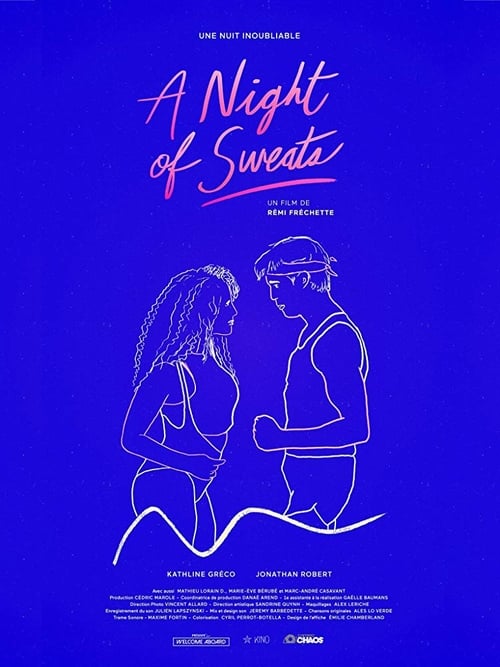 UNE NUIT INOUBLIABLE
A Night
of Sweats
UN FILM DE
RÉMI FRÉCHETTE
KATHLINE GRÉCO JONATHAN ROBERT
Avec aussi MATHIEU LORAIN D., MARIE-ÈVE BÉRUBÉ et MARC-ANDRE CASAVANT
Production CÉDRIC MAROLE • Coordinatrice de production DANAË AREND • 1e assistante à la réalisation GAËLLE BAUMANS
Direction Photo VINCENT ALLARD • Direction artistique SANDRINE QUYNH • Maquillages ALEX LERICHE
Enregistrement du son JULIEN LAPSZYNSKI • Mix et design son JEREMY BARBEDETTE • Chansons originales ALES LO VERDE
Trame Sonore • MAXIME FORTIN • Colorisation CYRIL PERROT-BOTELLA • Design de l'affiche ÉMILIE CHAMBERLAND
WELCOME ABOARD KINO CHAOS